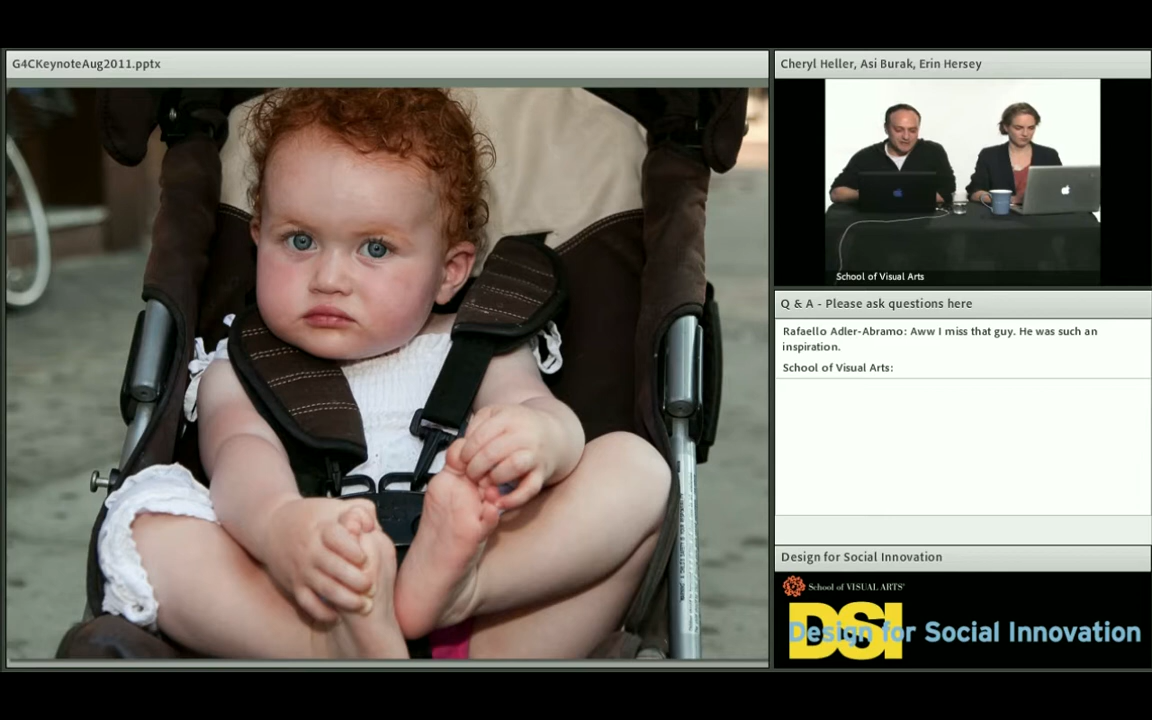 G4CKeynoteAug2011.pptx
Cheryl Heller, Asi Burak, Erin Hersey
School of Visual Arts
Q & A - Please ask questions here
Rafaello Adler-Abramo: Aww I miss that guy. He was such an
inspiration.
School of Visual Arts:
Design for Social Innovation
School of VISUAL ARTS®
DSI
Design for Social Innovation